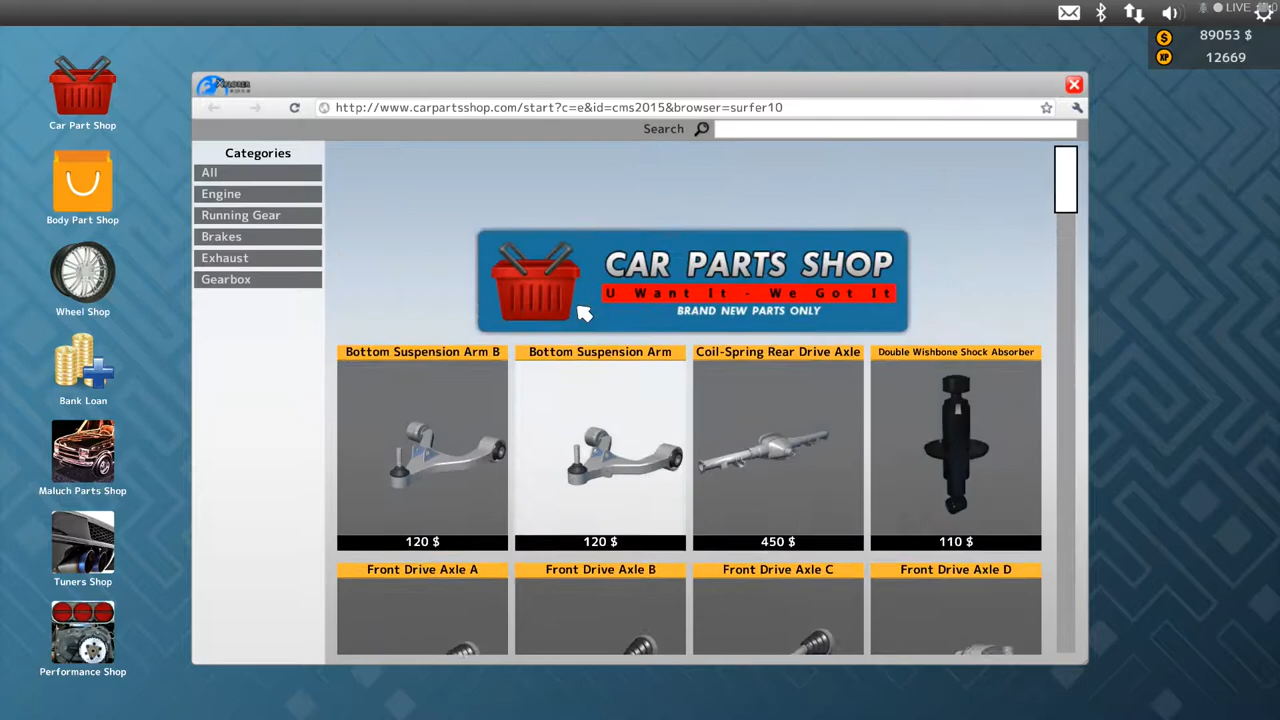 LIVE
89053 $
XP
12669
Car Part Shop
Body Part Shop
Wheel Shop
Bank Loan
Maluch Parts Shop
Tuners Shop
Performance Shop
http://www.carpartsshop.com/start?c=e&id=cms2015&browser=surfer10
Search
Categories
All
Engine
Running Gear
Brakes
Exhaust
Gearbox
CAR PARTS SHOP
U Want It - We Got It
BRAND NEW PARTS ONLY
Bottom Suspension Arm B
Bottom Suspension Arm
Coil-Spring Rear Drive Axle
Double Wishbone Shock Absorber
120 $
120 $
450 $
110 $
Front Drive Axle A
Front Drive Axle B
Front Drive Axle C
Front Drive Axle D